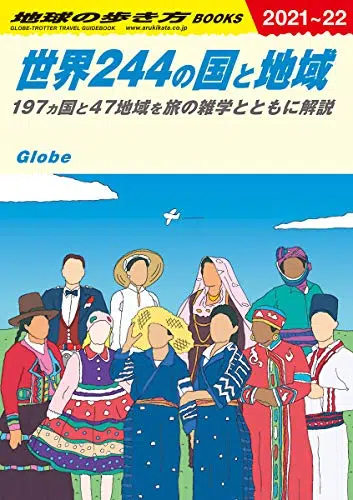 地球の歩き方 BOOKS
GLOBE-TROTTER TRAVEL GUIDEBOOK www.arukikata.co.jp
2021~22
世界244の国と地域
197ヵ国と47地域を旅の雑学とともに解説
Globe